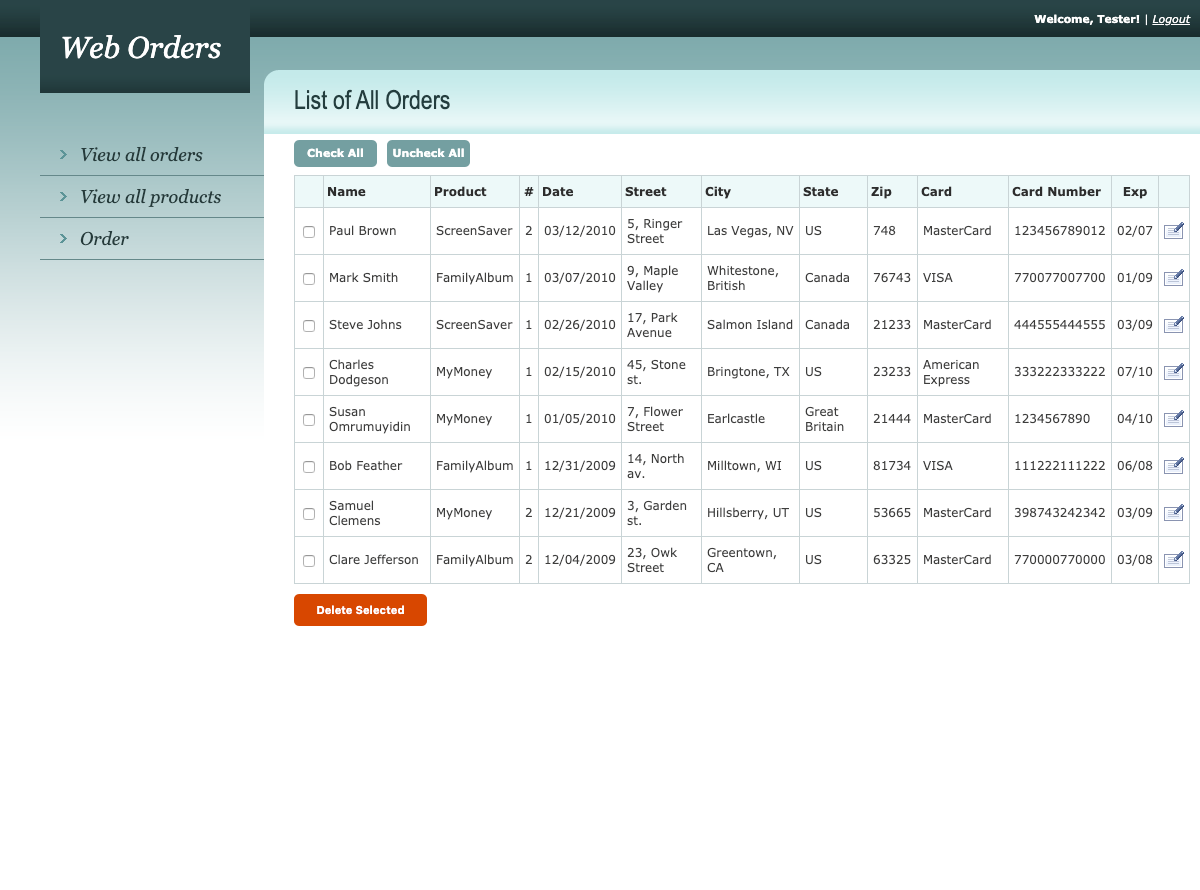 Welcome, Tester! | Logout
Web Orders
View all orders
View all products
Order
List of All Orders
Check All Uncheck All
Name Product # Date Street City State Zip Card Card Number Exp
Paul Brown ScreenSaver 2 03/12/2010 5, Ringer Street Las Vegas, NV US 748 MasterCard 123456789012 02/07
Mark Smith FamilyAlbum 1 03/07/2010 9, Maple Valley Whitestone, British Canada 76743 VISA 770077007700 01/09
Steve Johns ScreenSaver 1 02/26/2010 17, Park Avenue Salmon Island Canada 21233 MasterCard 444555444555 03/09
Charles Dodgeson MyMoney 1 02/15/2010 45, Stone st. Bringtone, TX US 23233 American Express 333222333222 07/10
Susan Omrumuyidin MyMoney 1 01/05/2010 7, Flower Street Earlcastle Great Britain 21444 MasterCard 1234567890 04/10
Bob Feather FamilyAlbum 1 12/31/2009 14, North av. Milltown, WI US 81734 VISA 111222111222 06/08
Samuel Clemens MyMoney 2 12/21/2009 3, Garden st. Hillsberry, UT US 53665 MasterCard 398743242342 03/09
Clare Jefferson FamilyAlbum 2 12/04/2009 23, Owk Street Greentown, CA US 63325 MasterCard 770000770000 03/08
Delete Selected